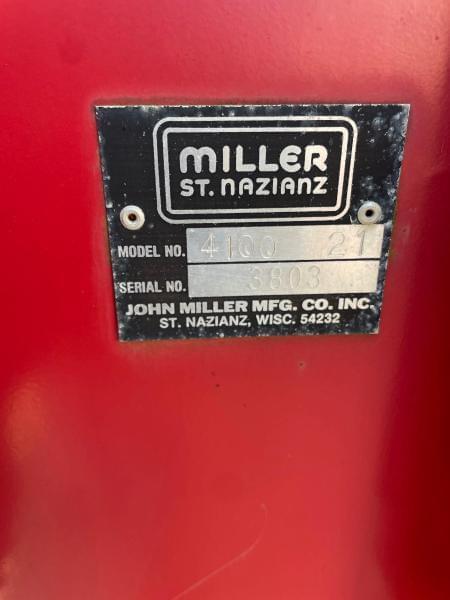 MILLER
ST. NAZIANZ
MODEL NO. 4100 21
SERIAL NO. 3803
JOHN MILLER MFG. CO. INC.
ST. NAZIANZ, WISC. 54232